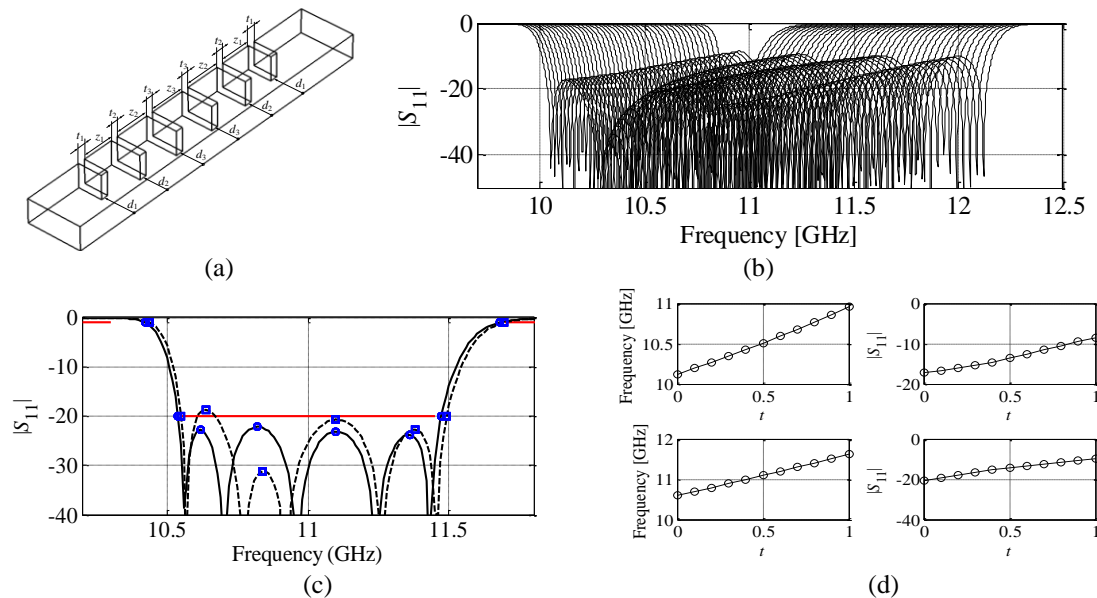 t1 z1 t2 z2 t3 z3 t3 z2 t2 z1 t1
d1 d2 d3 d3 d2 d1
(a)
|S11|
0
-20
-40
10 10.5 11 11.5 12 12.5
Frequency [GHz]
(b)
|S11|
0
-10
-20
-30
-40
10.5 11 11.5
Frequency (GHz)
(c)
Frequency [GHz]
11
10.5
10
0 0.5 1
t
|S11|
0
-10
-20
0 0.5 1
t
Frequency [GHz]
12
11
10
0 0.5 1
t
|S11|
0
-20
-40
0 0.5 1
t
(d)